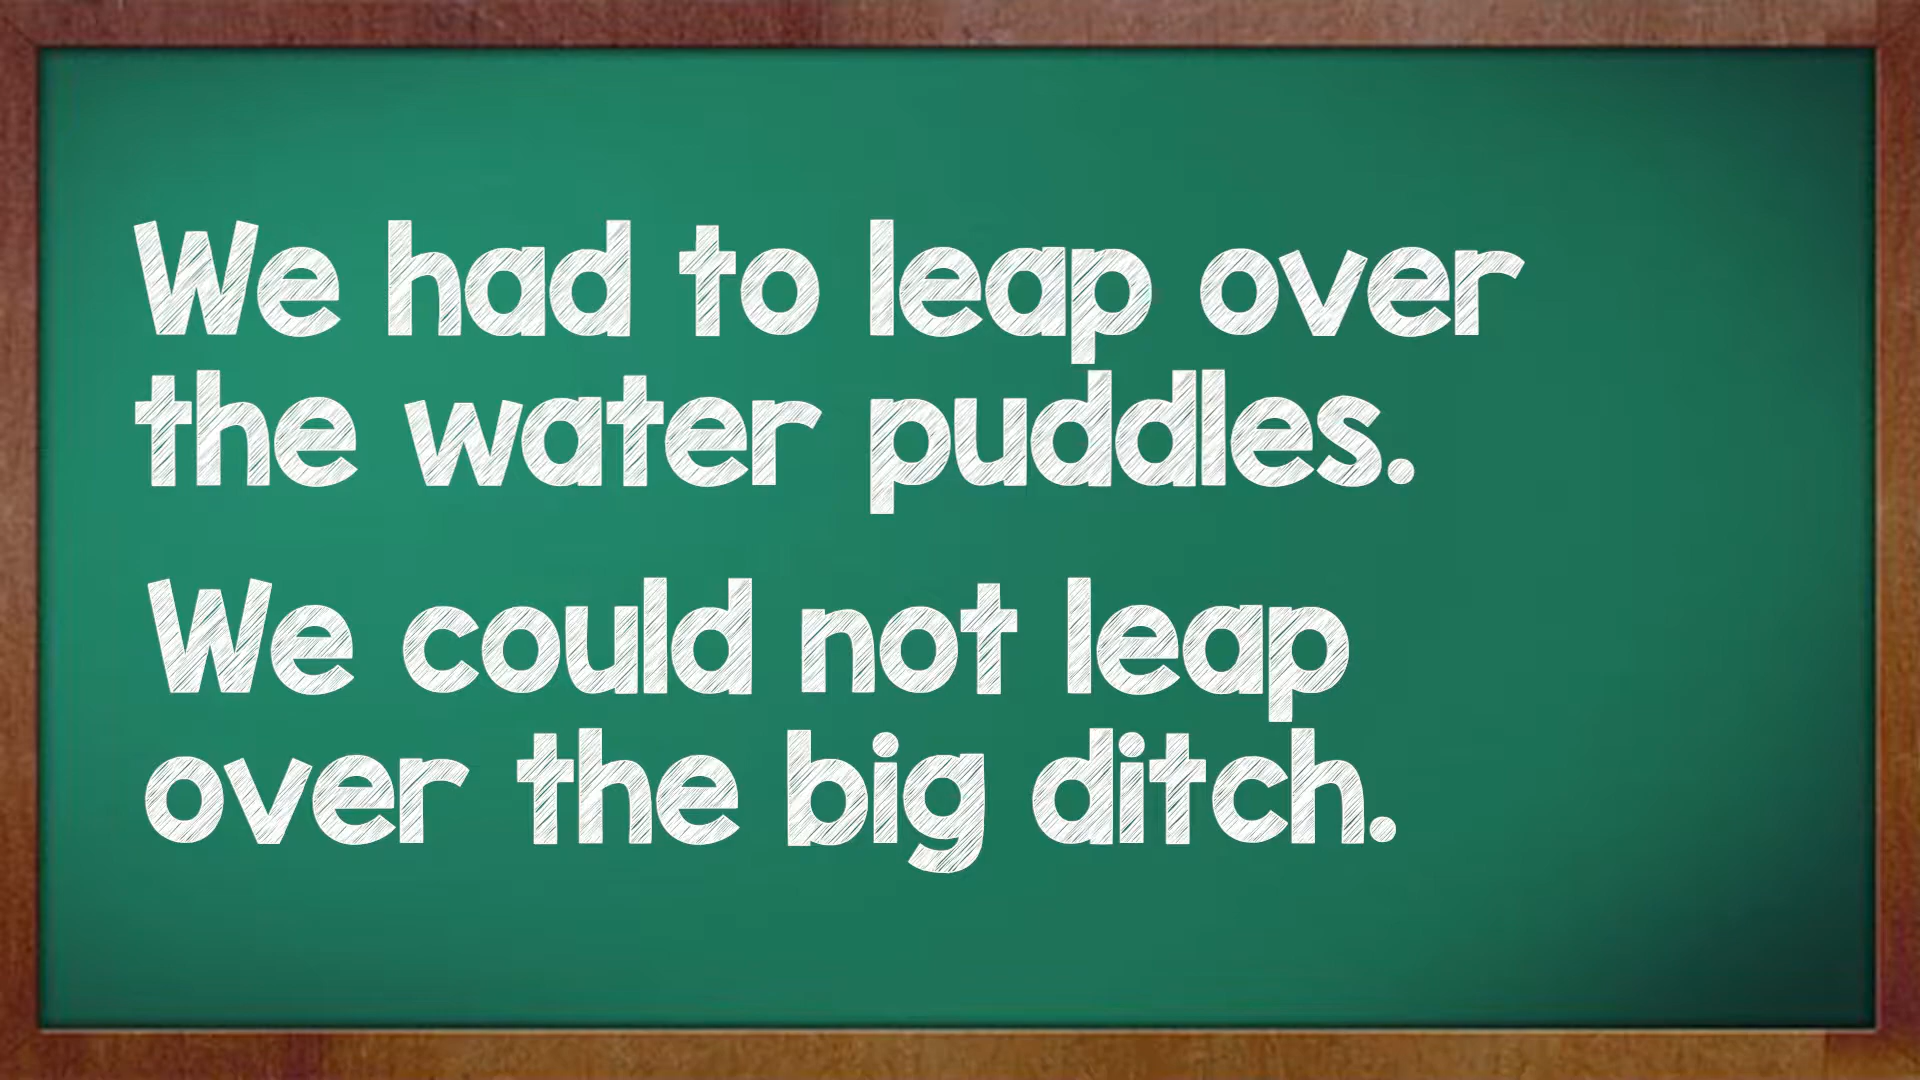 We had to leap over
the water puddles.
We could not leap
over the big ditch.